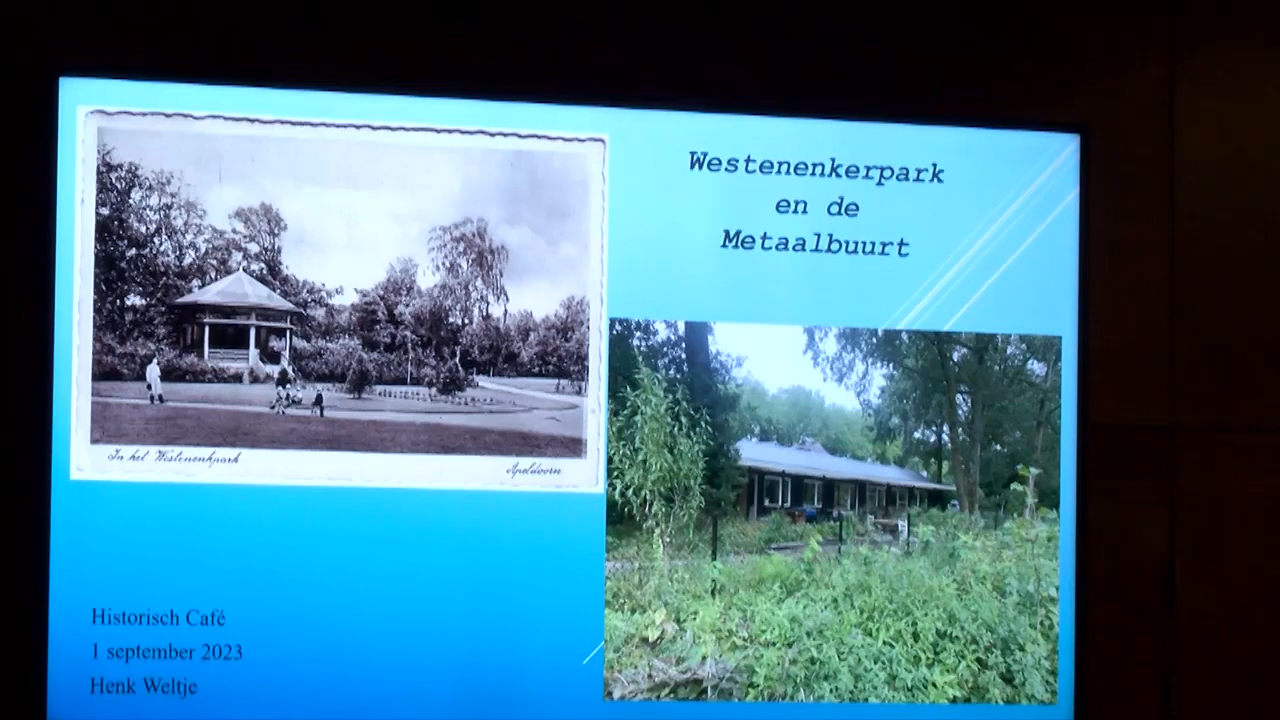 Westenenkerpark
en de
Metaalbuurt
In het Westenenkpark
Apeldoorn
Historisch Café
1 september 2023
Henk Weltje